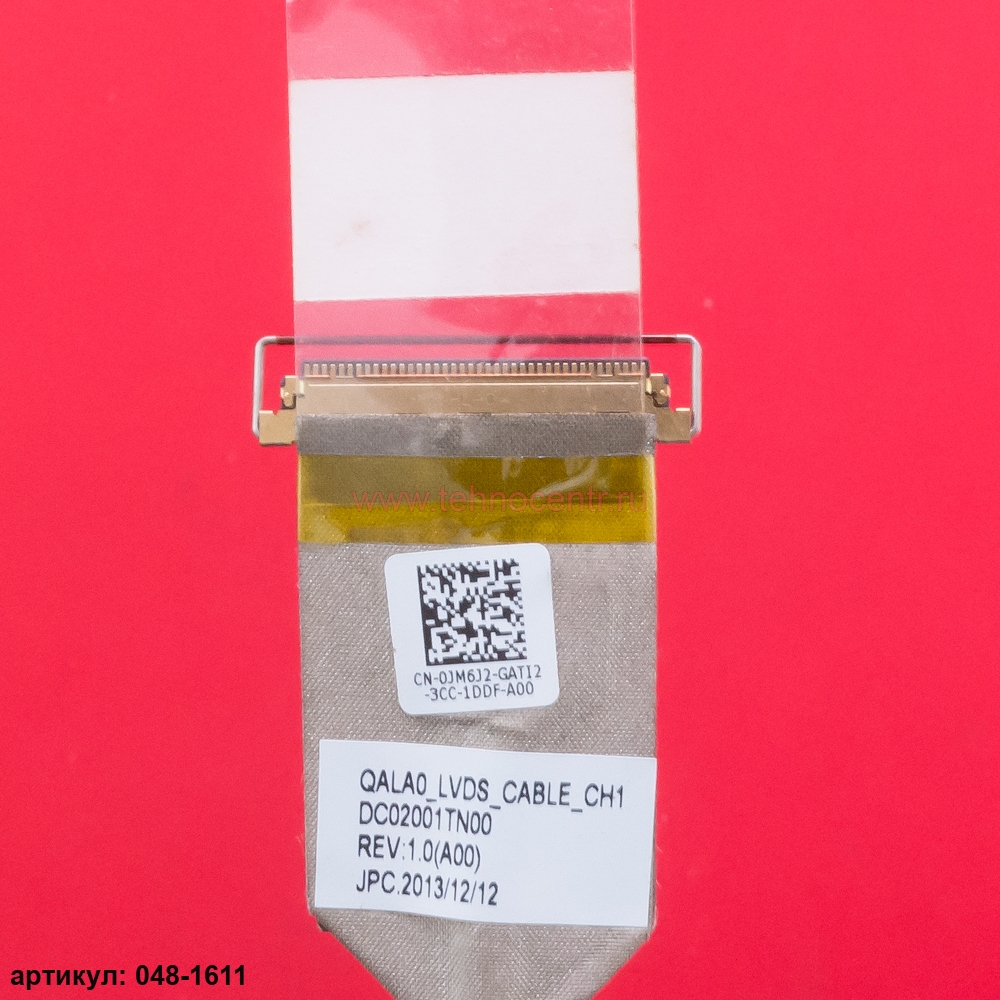 www.tehnocentr.ru
CN-0JM6J2-GATI2
-3CC-1DDF-A00
QALA0_LVDS_CABLE_CH1
DC02001TN00
REV:1.0(A00)
JPC.2013/12/12
артикул: 048-1611